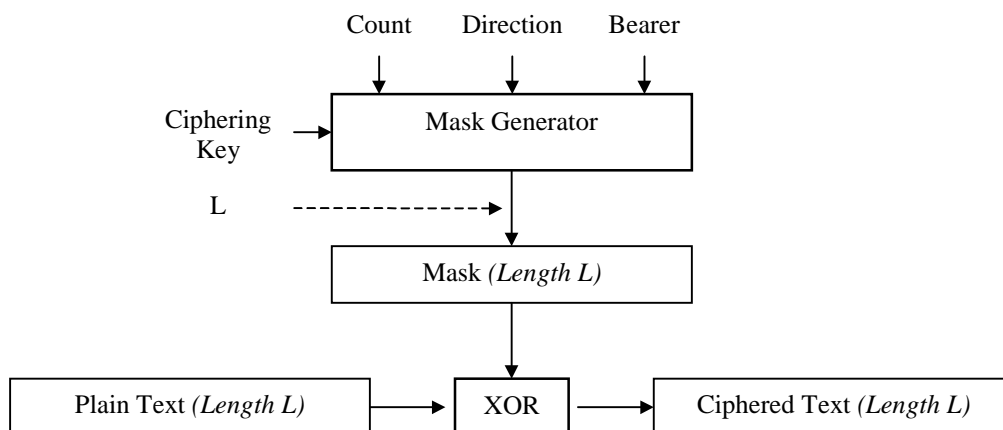 Count Direction Bearer
Ciphering
Key
Mask Generator
L
Mask (Length L)
Plain Text (Length L)
XOR
Ciphered Text (Length L)